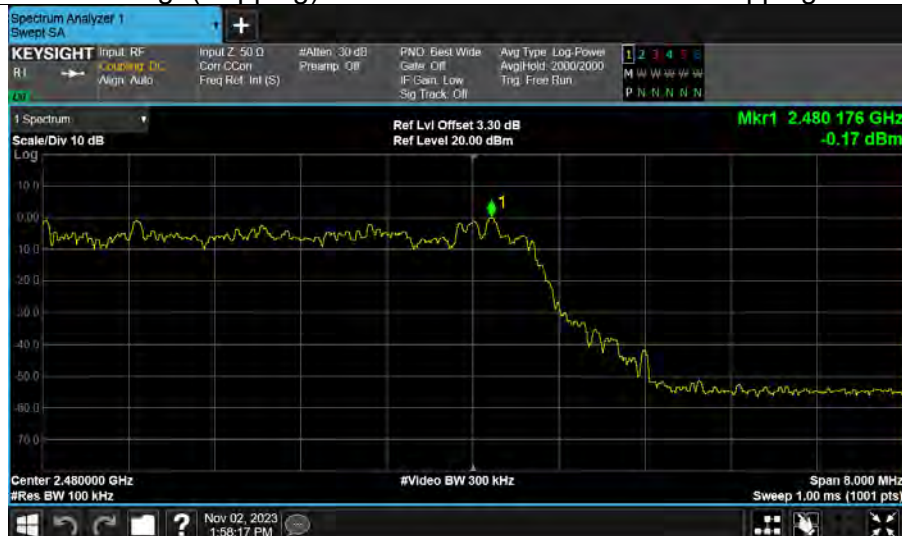 Spectrum Analyzer 1
Swept SA
+
KEYSIGHT
RL
Input: RF
Coupling: DC
Align: Auto
Input Z: 50 Ω
Corr CCorr
Freq Ref: Int (S)
#Atten: 30 dB
Preamp: Off
PNO: Best Wide
Gate: Off
IF Gain: Low
Sig Track: Off
Avg Type: Log-Power
Avg|Hold: 2000/2000
Trig: Free Run
1 2 3 4 5 6
M W W W W W
P N N N N N
1 Spectrum
Scale/Div 10 dB
Log
Ref Lvl Offset 3.30 dB
Ref Level 20.00 dBm
Mkr1 2.480 176 GHz
-0.17 dBm
10.0
0.00
-10.0
-20.0
-30.0
-50.0
-60.0
-70.0
1
Center 2.480000 GHz
#Res BW 100 kHz
#Video BW 300 kHz
Span 8.000 MHz
Sweep 1.00 ms (1001 pts)
?
Nov 02, 2023
1:58:17 PM